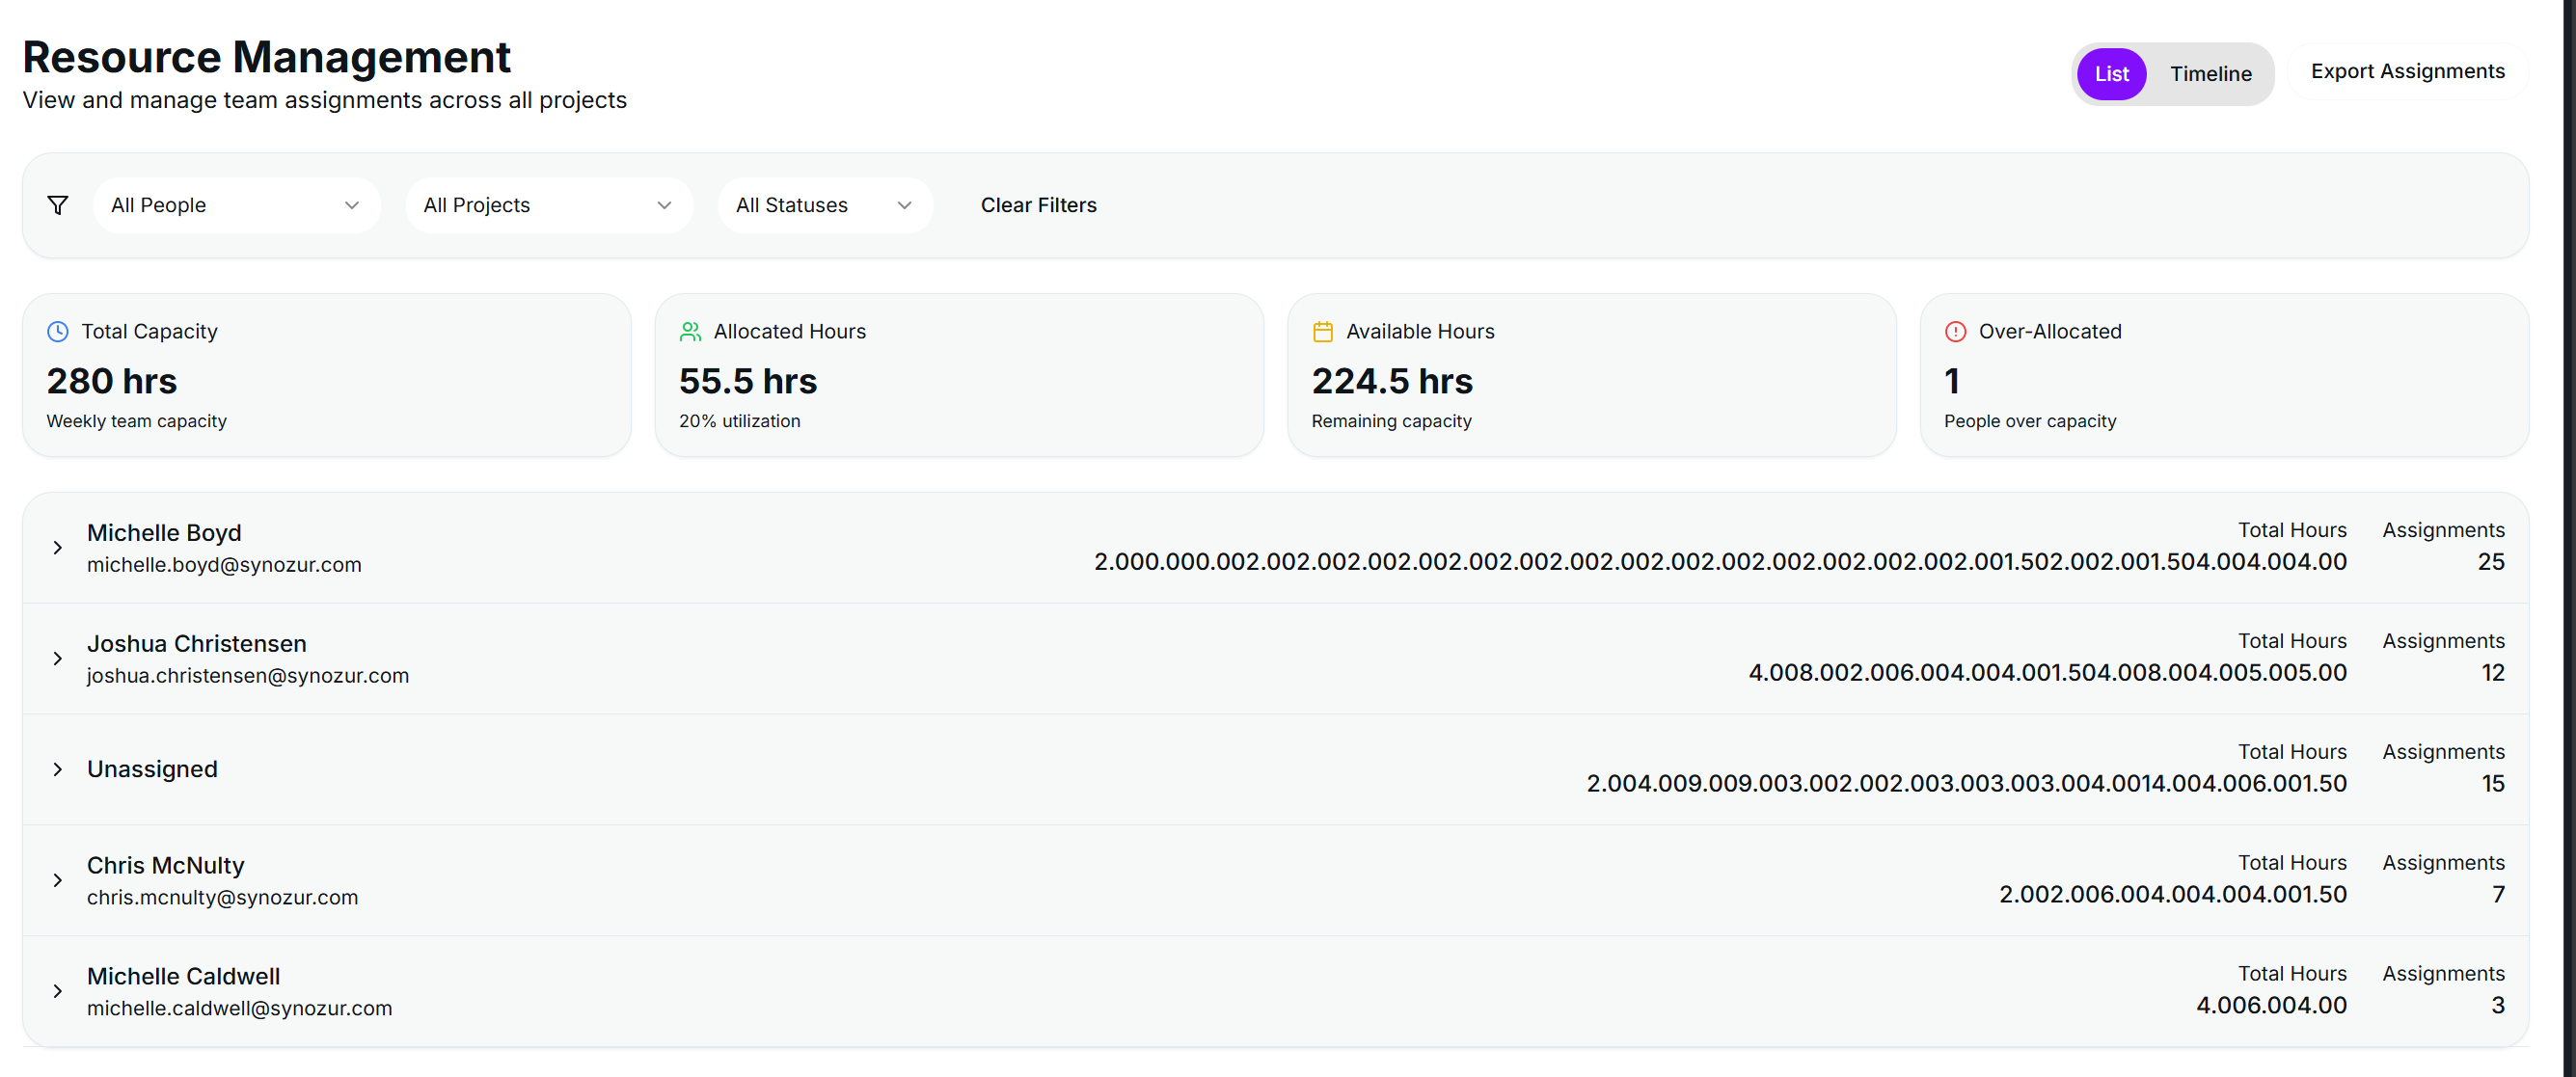 Resource Management
View and manage team assignments across all projects
List Timeline Export Assignments
All People All Projects All Statuses Clear Filters
Total Capacity
280 hrs
Weekly team capacity
Allocated Hours
55.5 hrs
20% utilization
Available Hours
224.5 hrs
Remaining capacity
Over-Allocated
1
People over capacity
Michelle Boyd
michelle.boyd@synozur.com
Total Hours Assignments
2.000.000.002.002.002.002.002.002.002.002.002.002.002.002.002.002.002.001.502.002.001.504.004.004.00 25
Joshua Christensen
joshua.christensen@synozur.com
Total Hours Assignments
4.008.002.006.004.004.001.504.008.004.005.005.00 12
Unassigned
Total Hours Assignments
2.004.009.009.003.002.002.003.003.003.004.0014.004.006.001.50 15
Chris McNulty
chris.mcnulty@synozur.com
Total Hours Assignments
2.002.006.004.004.004.001.50 7
Michelle Caldwell
michelle.caldwell@synozur.com
Total Hours Assignments
4.006.004.00 3